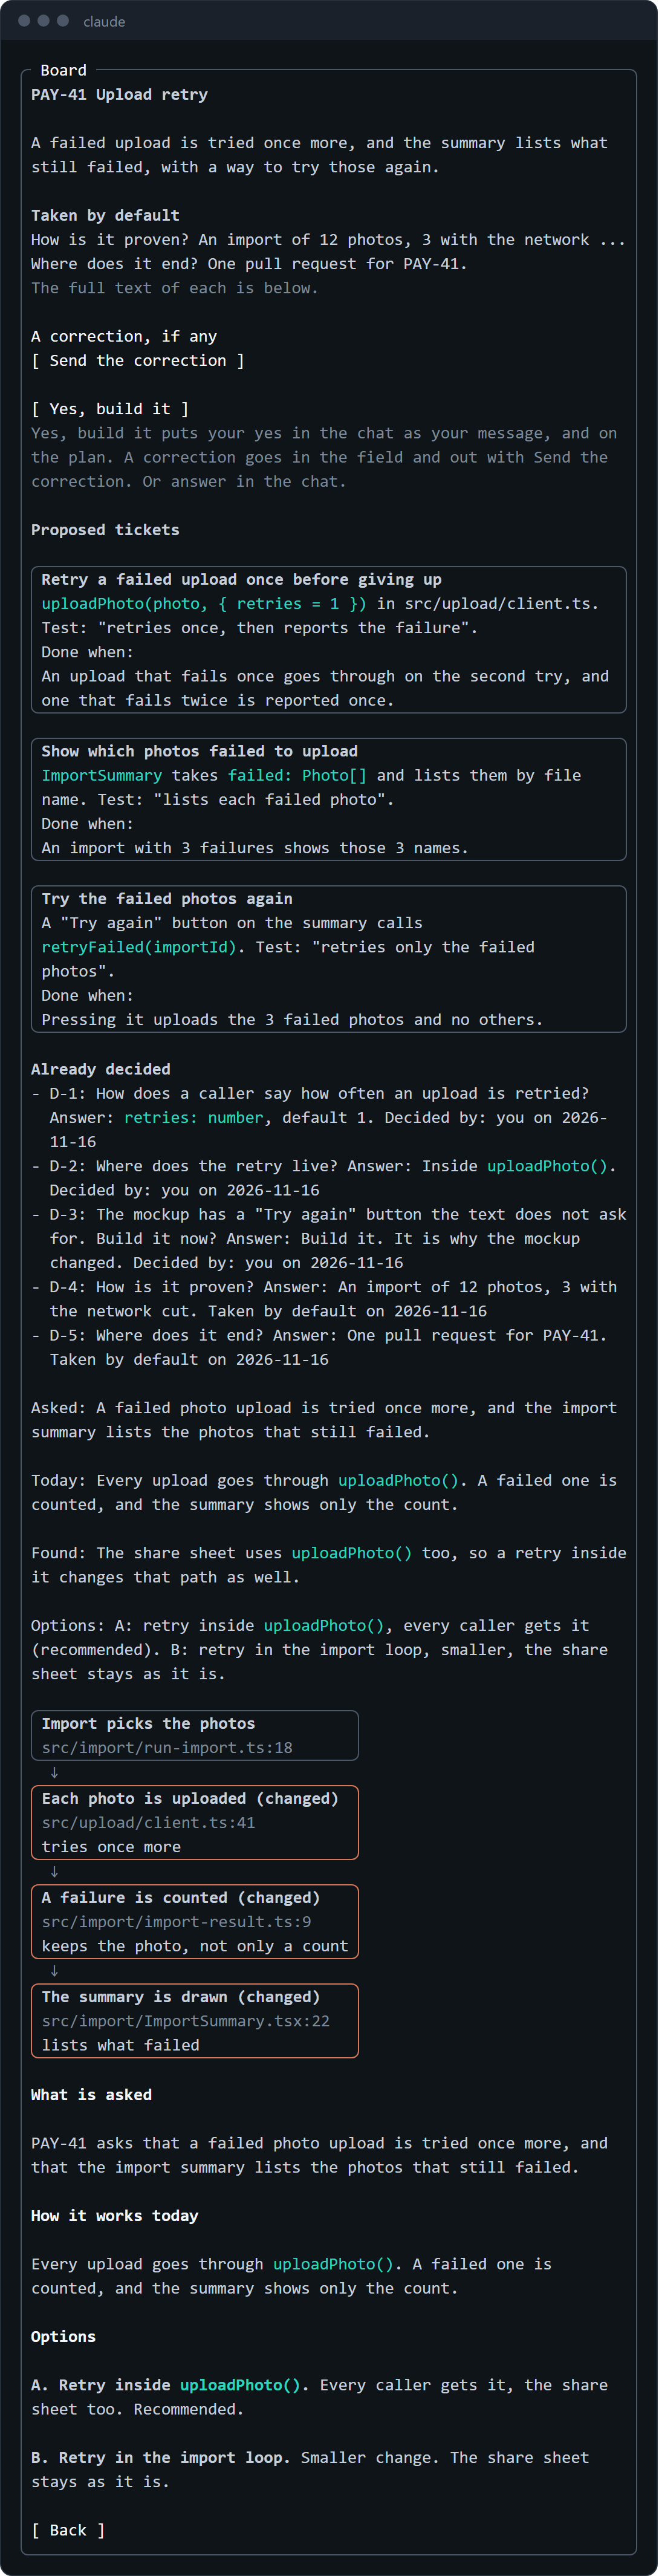 claude
Board
PAY-41 Upload retry
A failed upload is tried once more, and the summary lists what
still failed, with a way to try those again.
Taken by default
How is it proven? An import of 12 photos, 3 with the network ...
Where does it end? One pull request for PAY-41.
The full text of each is below.
A correction, if any
[ Send the correction ]
[ Yes, build it ]
Yes, build it puts your yes in the chat as your message, and on
the plan. A correction goes in the field and out with Send the
correction. Or answer in the chat.
Proposed tickets
Retry a failed upload once before giving up
uploadPhoto(photo, { retries = 1 }) in src/upload/client.ts.
Test: "retries once, then reports the failure".
Done when:
An upload that fails once goes through on the second try, and
one that fails twice is reported once.
Show which photos failed to upload
ImportSummary takes failed: Photo[] and lists them by file
name. Test: "lists each failed photo".
Done when:
An import with 3 failures shows those 3 names.
Try the failed photos again
A "Try again" button on the summary calls
retryFailed(importId). Test: "retries only the failed
photos".
Done when:
Pressing it uploads the 3 failed photos and no others.
Already decided
- D-1: How does a caller say how often an upload is retried?
Answer: retries: number, default 1. Decided by: you on 2026-
11-16
- D-2: Where does the retry live? Answer: Inside uploadPhoto().
Decided by: you on 2026-11-16
- D-3: The mockup has a "Try again" button the text does not ask
for. Build it now? Answer: Build it. It is why the mockup
changed. Decided by: you on 2026-11-16
- D-4: How is it proven? Answer: An import of 12 photos, 3 with
the network cut. Taken by default on 2026-11-16
- D-5: Where does it end? Answer: One pull request for PAY-41.
Taken by default on 2026-11-16
Asked: A failed photo upload is tried once more, and the import
summary lists the photos that still failed.
Today: Every upload goes through uploadPhoto(). A failed one is
counted, and the summary shows only the count.
Found: The share sheet uses uploadPhoto() too, so a retry inside
it changes that path as well.
Options: A: retry inside uploadPhoto(), every caller gets it
(recommended). B: retry in the import loop, smaller, the share
sheet stays as it is.
Import picks the photos
src/import/run-import.ts:18
↓
Each photo is uploaded (changed)
src/upload/client.ts:41
tries once more
↓
A failure is counted (changed)
src/import/import-result.ts:9
keeps the photo, not only a count
↓
The summary is drawn (changed)
src/import/ImportSummary.tsx:22
lists what failed
What is asked
PAY-41 asks that a failed photo upload is tried once more, and
that the import summary lists the photos that still failed.
How it works today
Every upload goes through uploadPhoto(). A failed one is
counted, and the summary shows only the count.
Options
A. Retry inside uploadPhoto(). Every caller gets it, the share
sheet too. Recommended.
B. Retry in the import loop. Smaller change. The share sheet
stays as it is.
[ Back ]